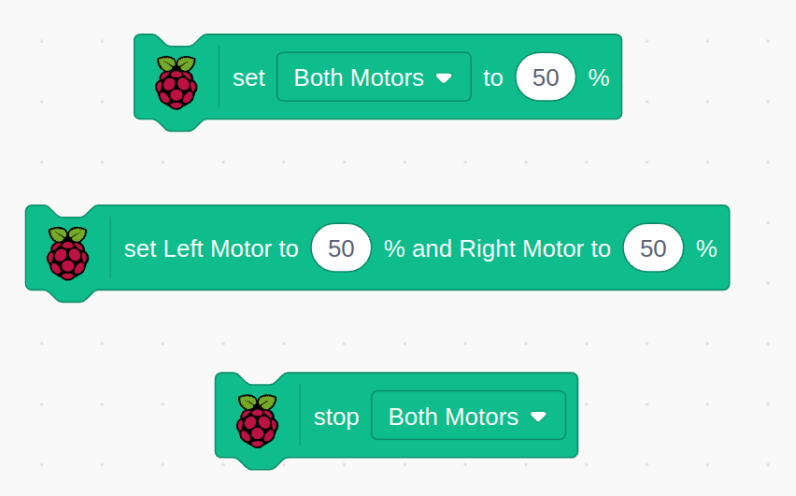 set Both Motors to 50 %
set Left Motor to 50 % and Right Motor to 50 %
stop Both Motors